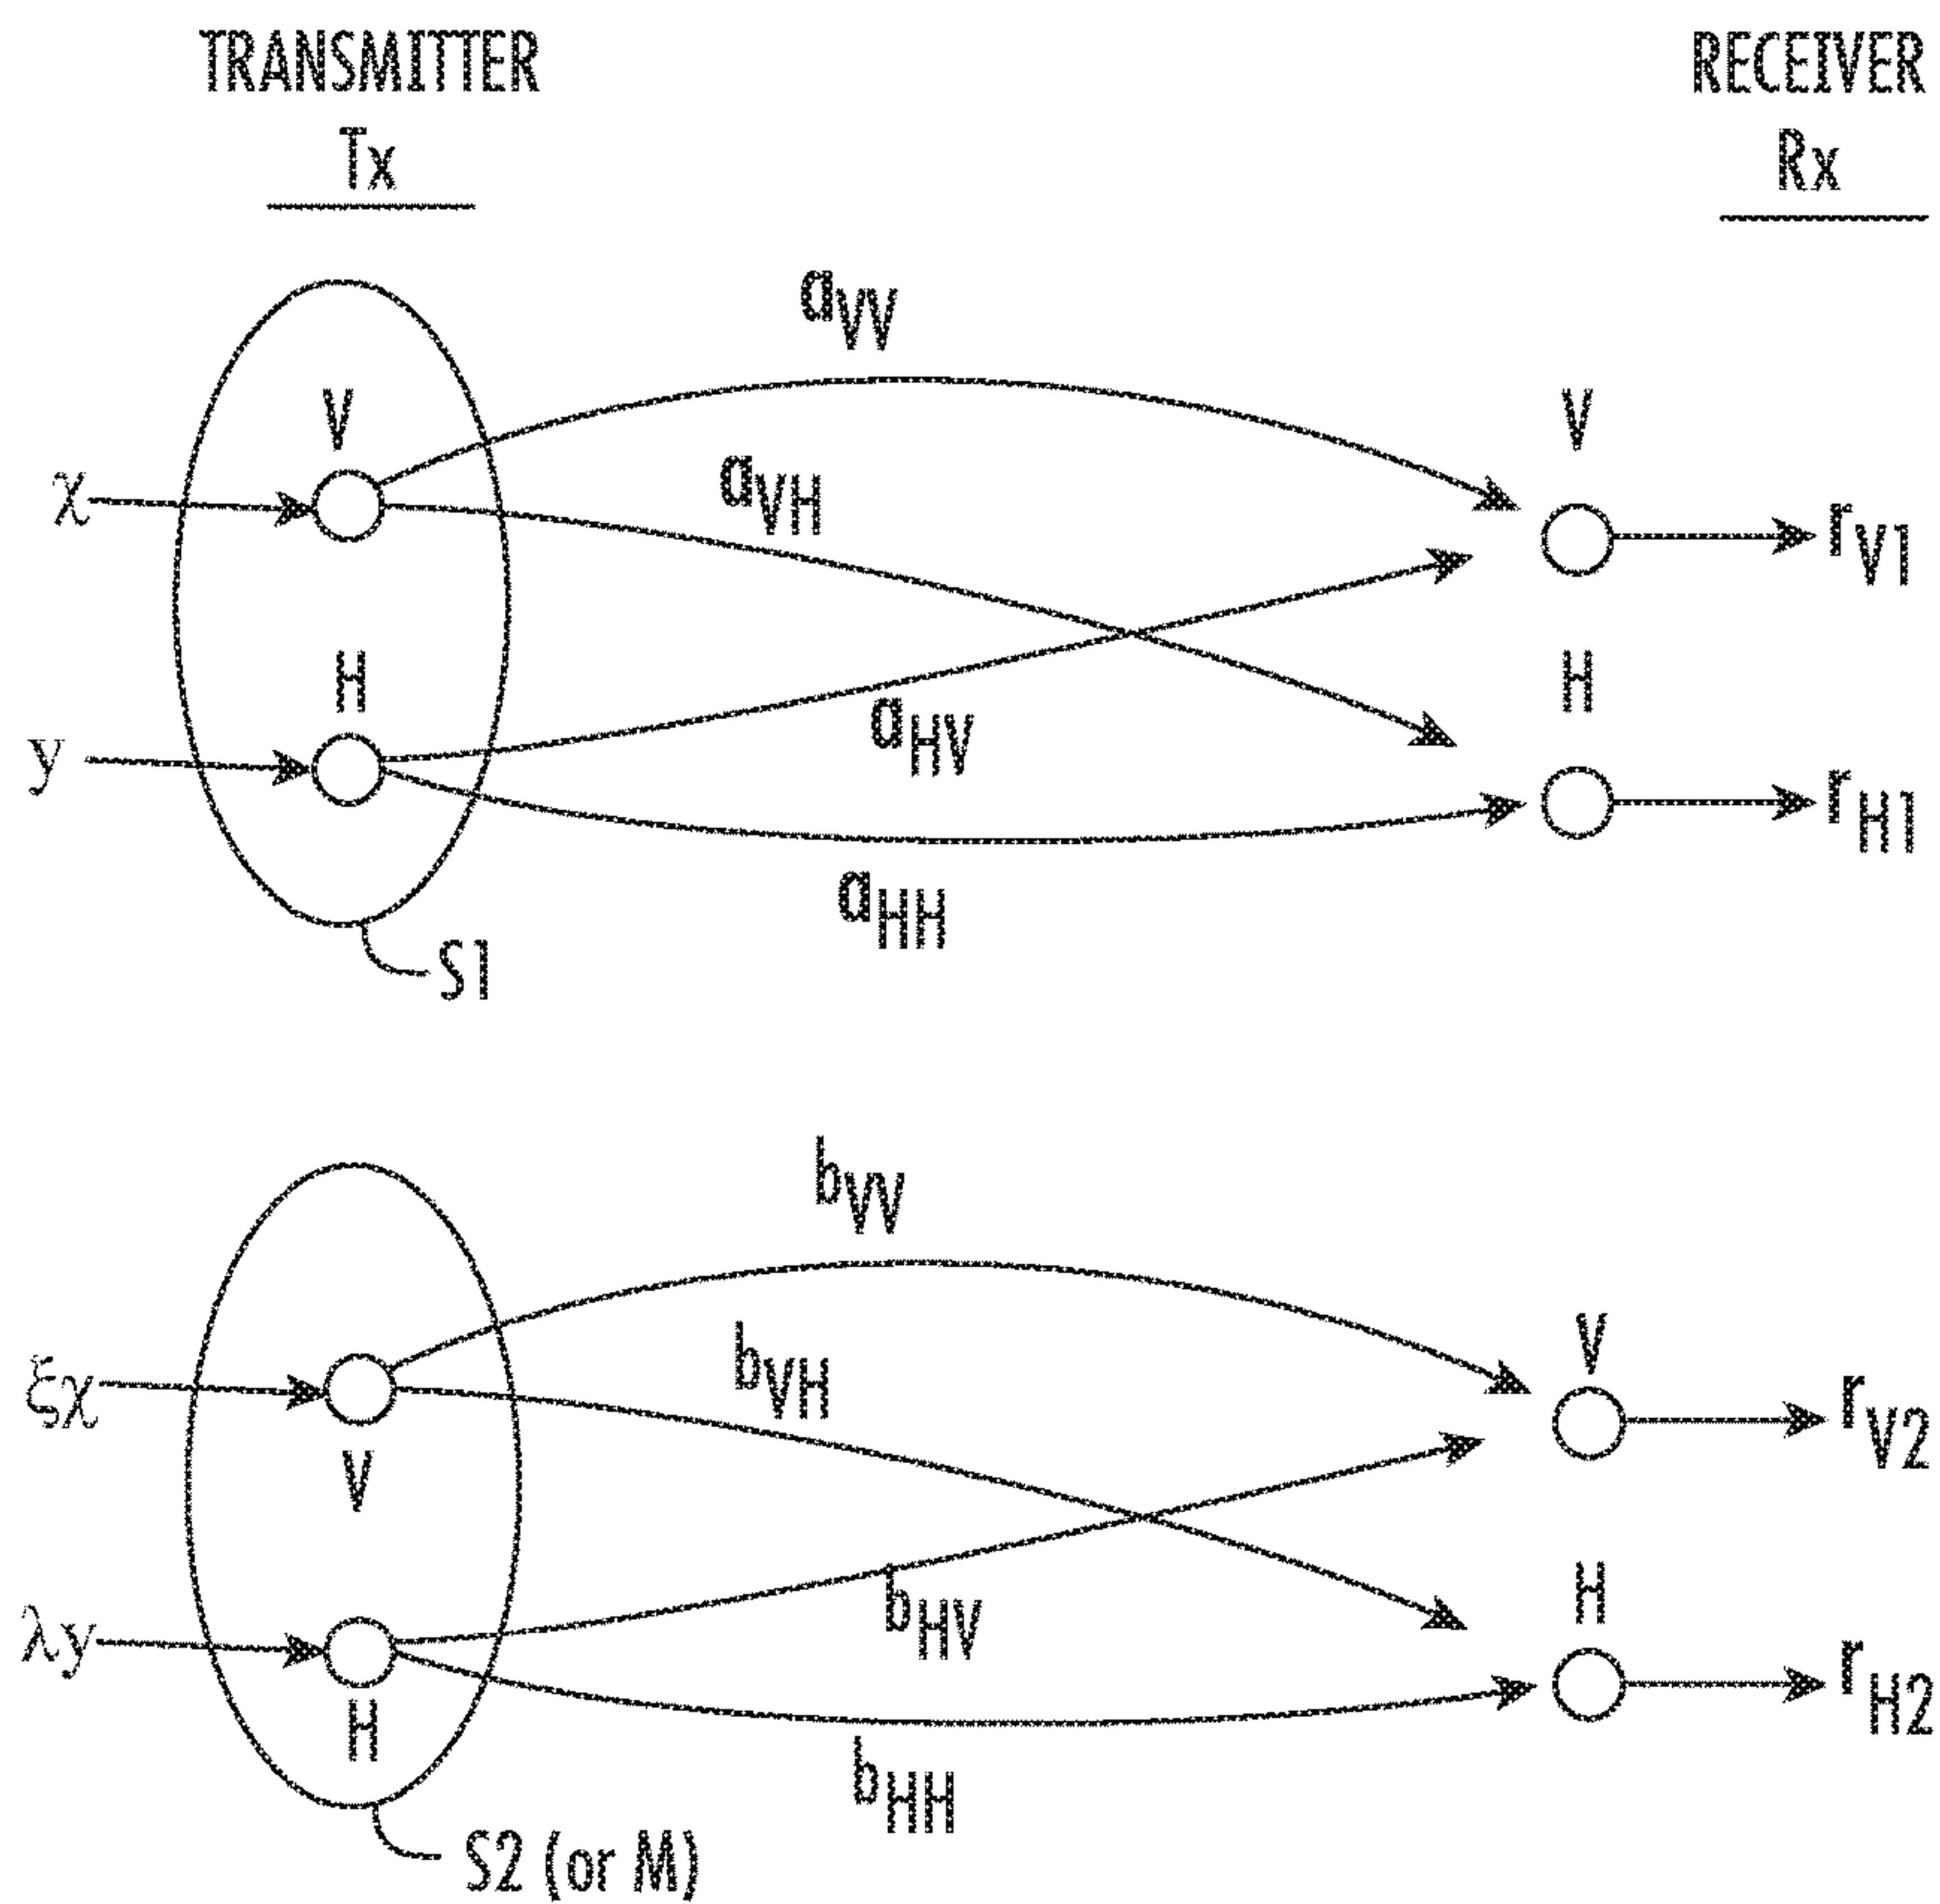 TRANSMITTER
Tx
RECEIVER
Rx
aVV
V
V
χ
aVH
rV1
H
H
y
aHV
rH1
aHH
S1
bVV
V
ξχ
bVH
rV2
V
H
λy
bHV
rH2
H
bHH
S2 (or M)